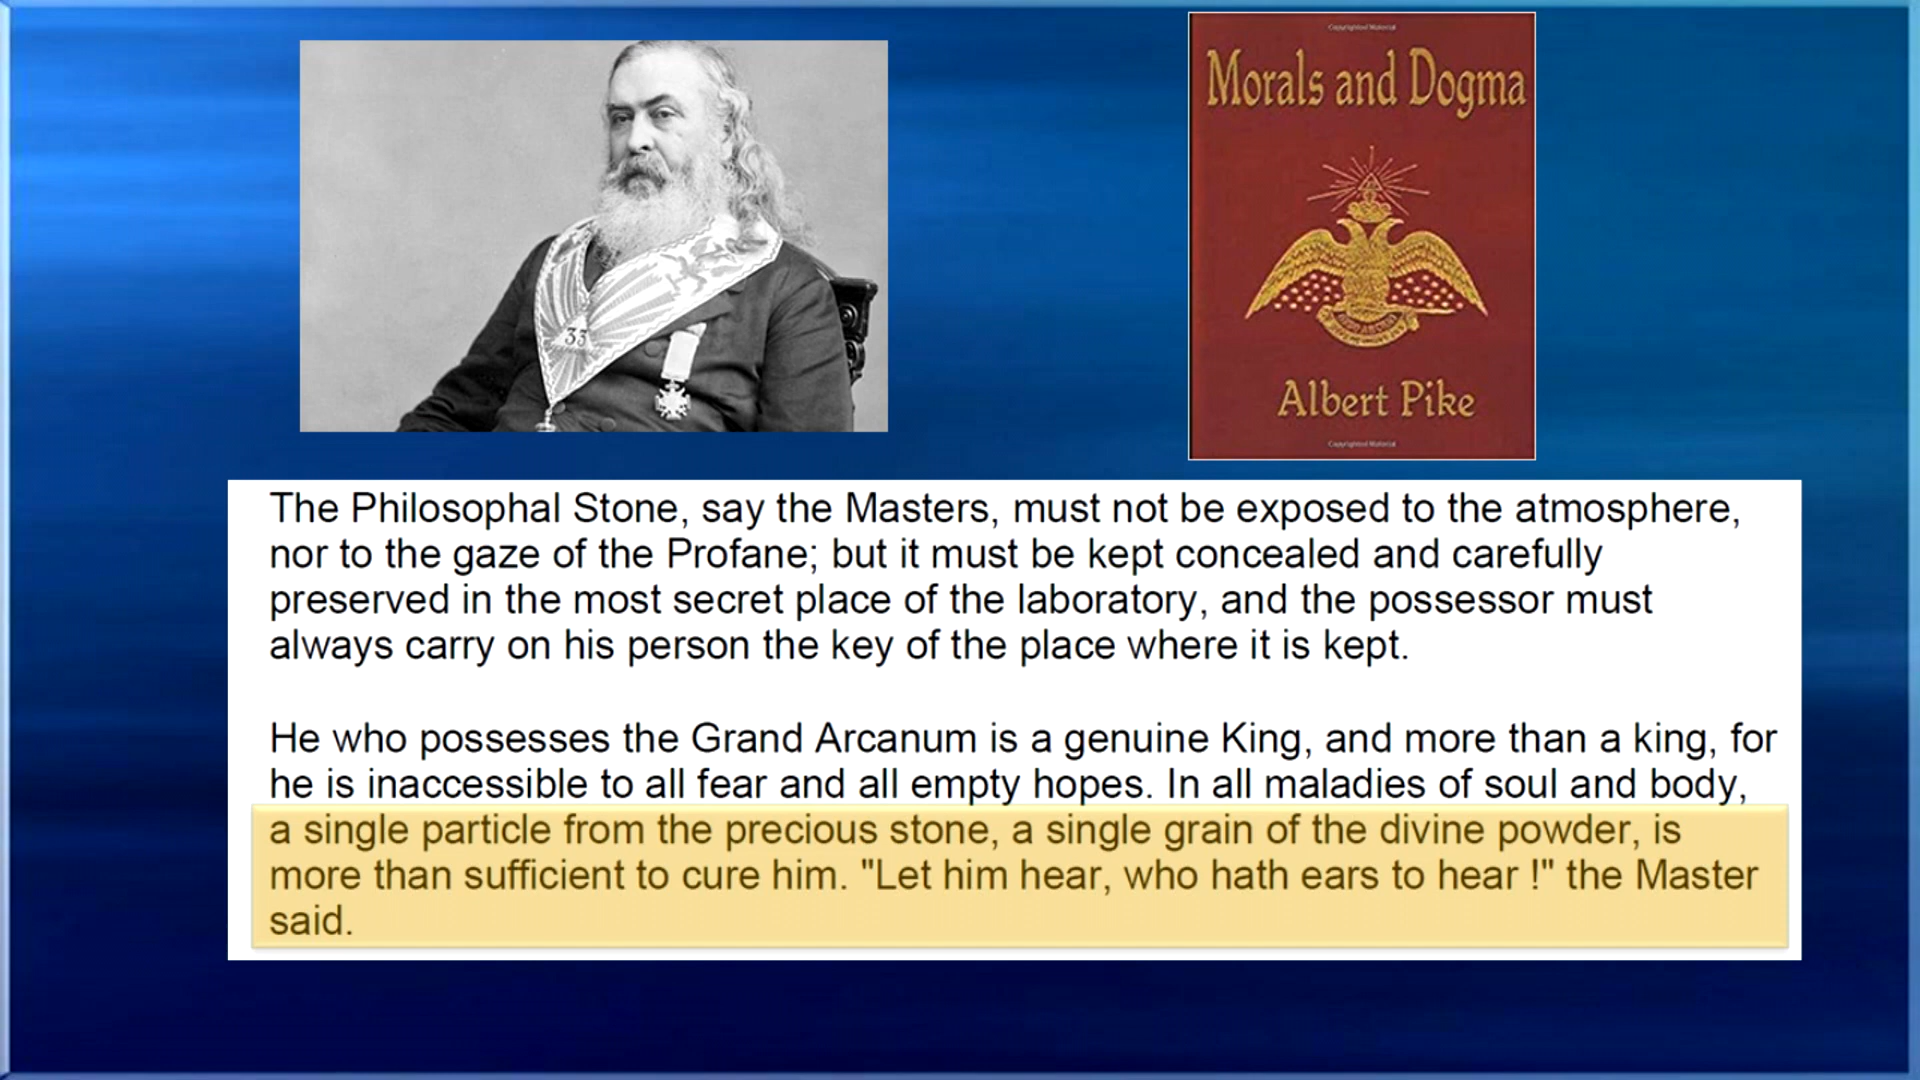 33
Copyrighted Material
Morals and Dogma
Albert Pike
Copyrighted Material
The Philosophal Stone, say the Masters, must not be exposed to the atmosphere,
nor to the gaze of the Profane; but it must be kept concealed and carefully
preserved in the most secret place of the laboratory, and the possessor must
always carry on his person the key of the place where it is kept.
He who possesses the Grand Arcanum is a genuine King, and more than a king, for
he is inaccessible to all fear and all empty hopes. In all maladies of soul and body,
a single particle from the precious stone, a single grain of the divine powder, is
more than sufficient to cure him. "Let him hear, who hath ears to hear !" the Master
said.